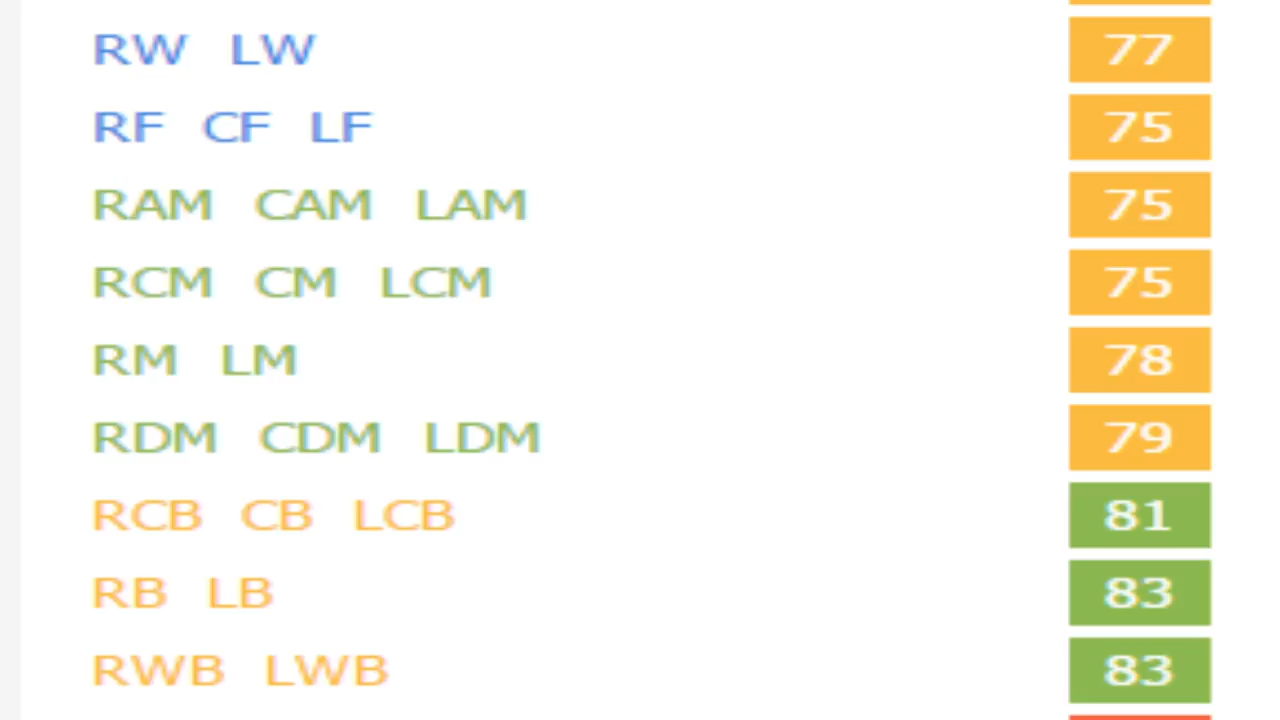 RW LW 77
RF CF LF 75
RAM CAM LAM 75
RCM CM LCM 75
RM LM 78
RDM CDM LDM 79
RCB CB LCB 81
RB LB 83
RWB LWB 83